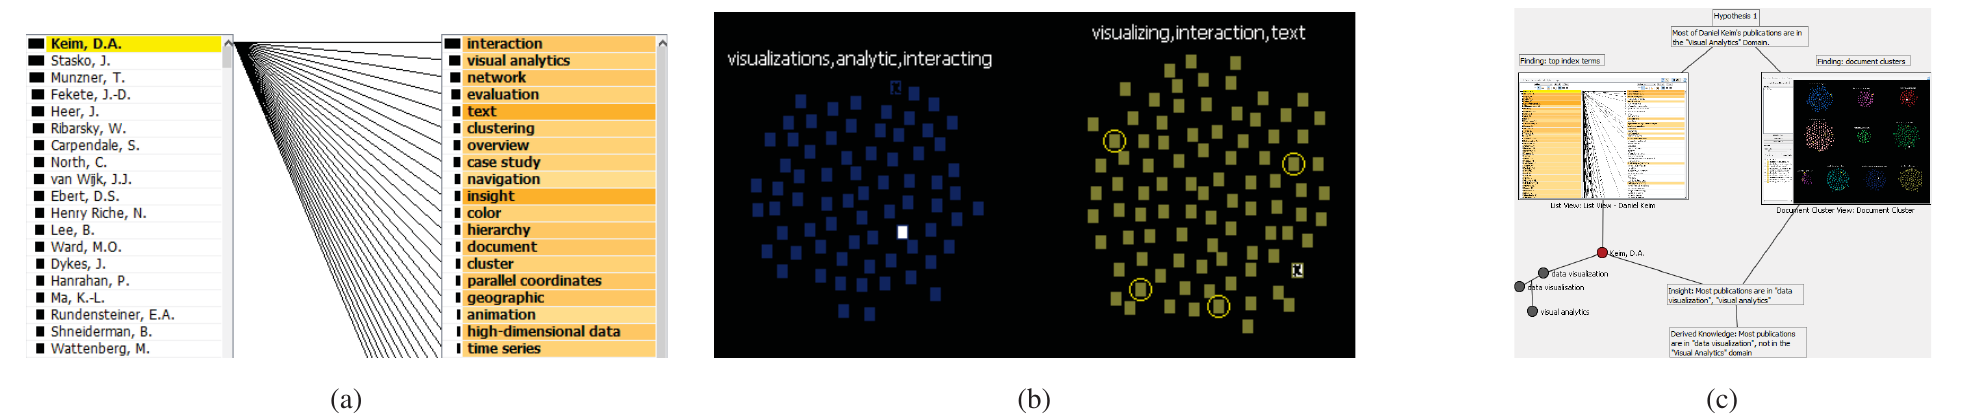 Keim, D.A.
Stasko, J.
Munzner, T.
Fekete, J.-D.
Heer, J.
Ribarsky, W.
Carpendale, S.
North, C.
van Wijk, J.J.
Ebert, D.S.
Henry Riche, N.
Lee, B.
Ward, M.O.
Dykes, J.
Hanrahan, P.
Ma, K.-L.
Rundensteiner, E.A.
Shneiderman, B.
Wattenberg, M.
interaction
visual analytics
network
evaluation
text
clustering
overview
case study
navigation
insight
color
hierarchy
document
cluster
parallel coordinates
geographic
animation
high-dimensional data
time series
(a)
visualizations,analytic,interacting
visualizing,interaction,text
(b)
Hypothesis 1
Most of Daniel Keim's publications are in
the "Visual Analytics" Domain.
Finding: top index terms
Finding: document clusters
List View: List View - Daniel Keim
Document Cluster View: Document Cluster
Keim, D.A.
data visualization
data visualisation
visual analytics
Insight: Most publications are in "data
visualization", "visual analytics"
Derived Knowledge: Most publications
are in "data visualization", not in the
"Visual Analytics" domain
(c)